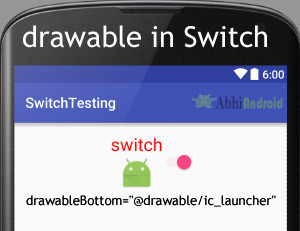 drawable in Switch
6:00
SwitchTesting
AbhiAndroid
switch
drawableBottom="@drawable/ic_launcher"